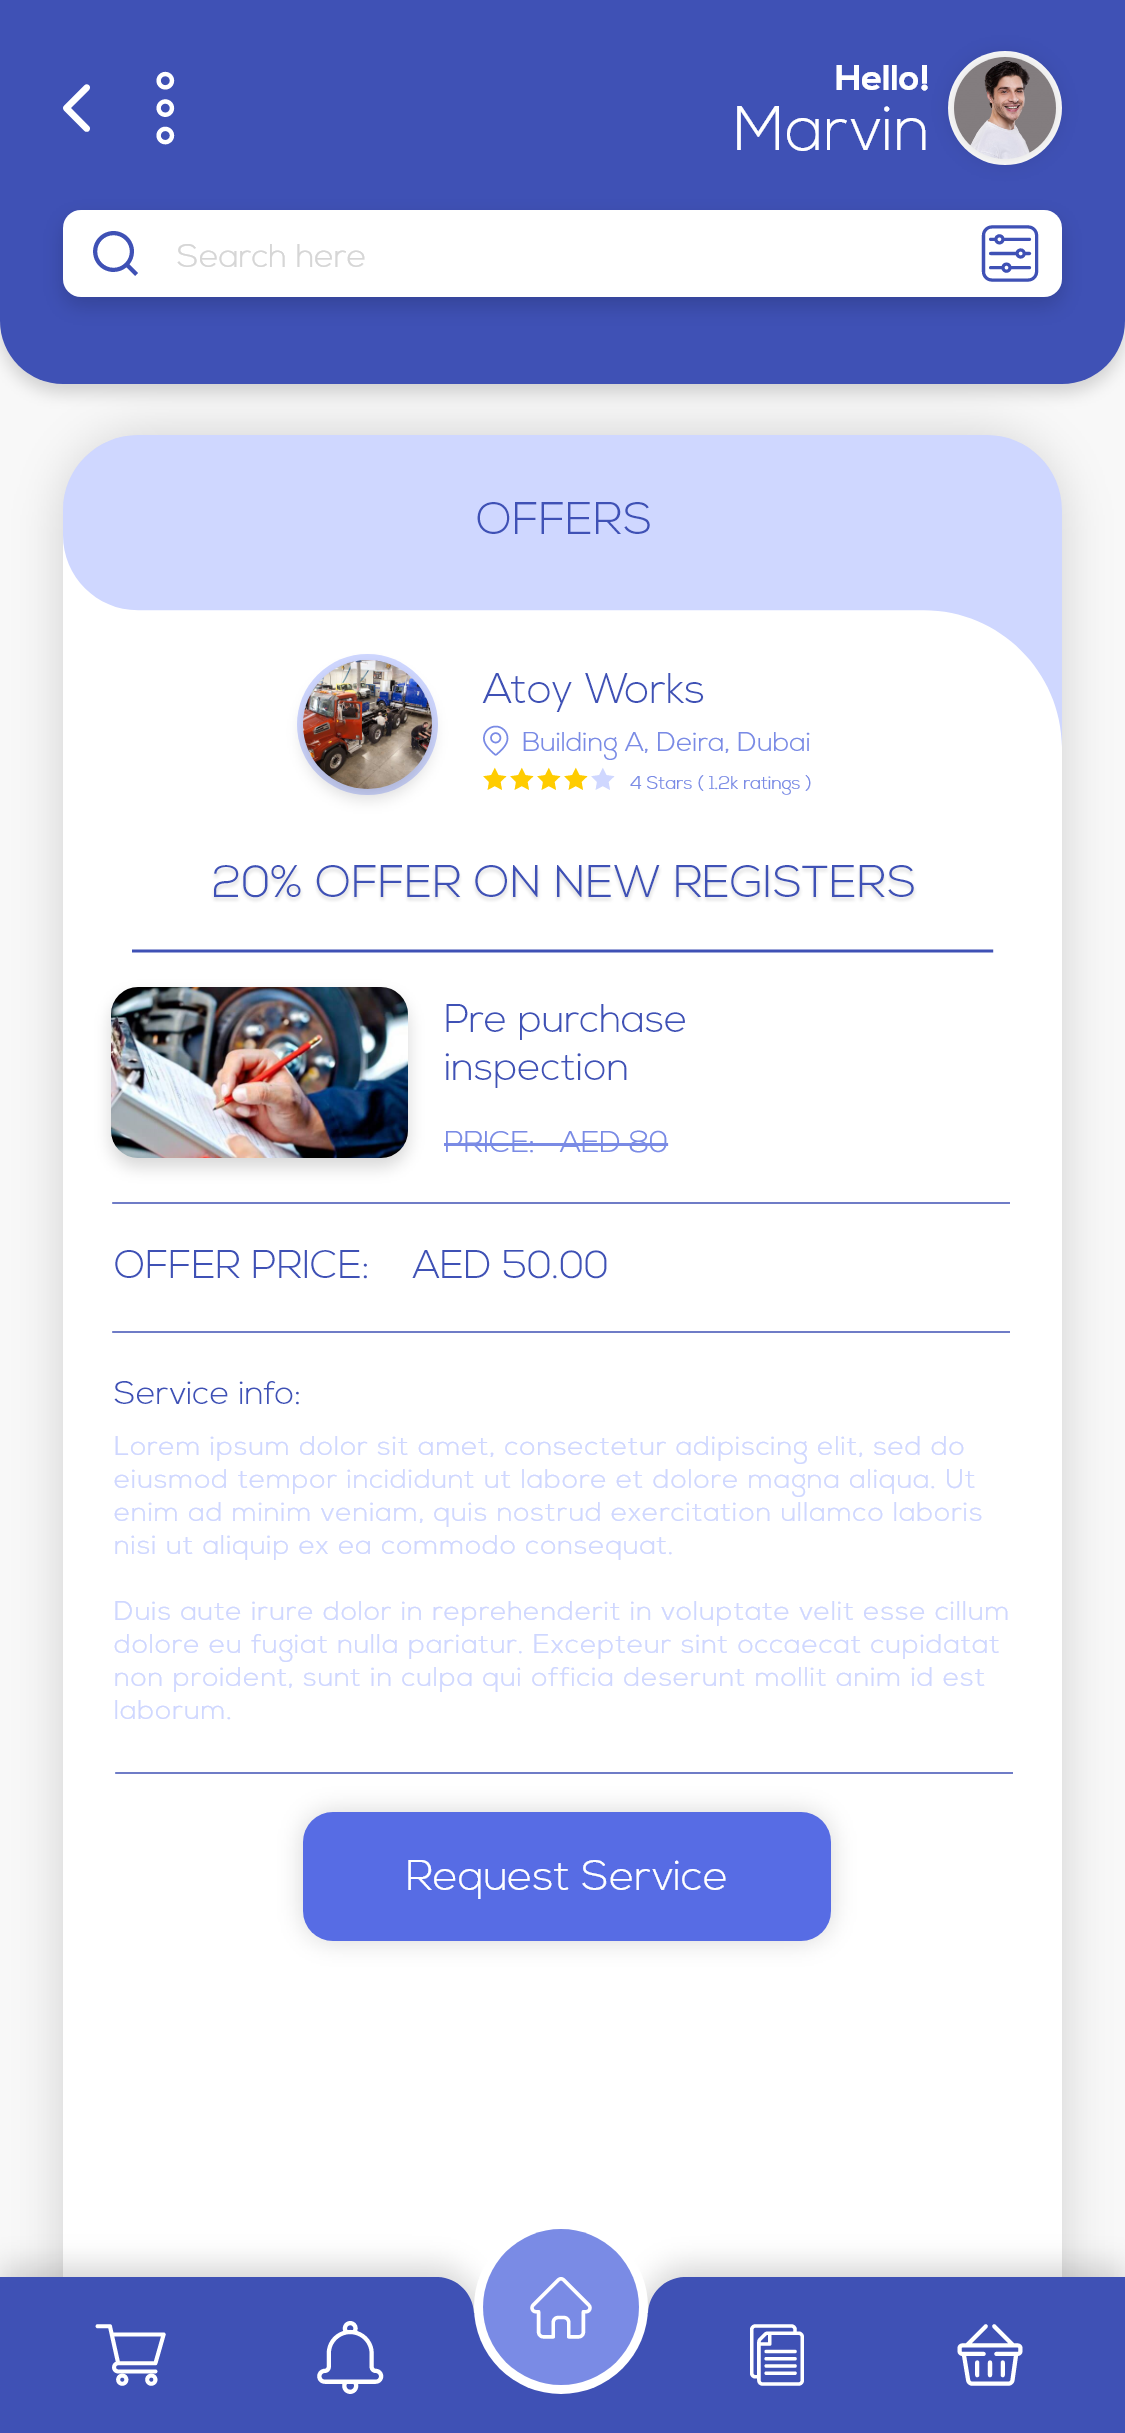 Hello!
Marvin
Search here
OFFERS
Atoy Works
Building A, Deira, Dubai
4 Stars ( 1.2k ratings )
20% OFFER ON NEW REGISTERS
Pre purchase
inspection
PRICE: AED 80
OFFER PRICE: AED 50.00
Service info:
Lorem ipsum dolor sit amet, consectetur adipiscing elit, sed do
eiusmod tempor incididunt ut labore et dolore magna aliqua. Ut
enim ad minim veniam, quis nostrud exercitation ullamco laboris
nisi ut aliquip ex ea commodo consequat.
Duis aute irure dolor in reprehenderit in voluptate velit esse cillum
dolore eu fugiat nulla pariatur. Excepteur sint occaecat cupidatat
non proident, sunt in culpa qui officia deserunt mollit anim id est
laborum.
Request Service